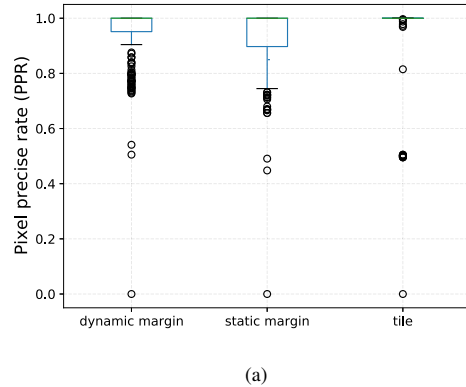 Pixel precise rate (PPR)
1.0
0.8
0.6
0.4
0.2
0.0
dynamic margin
static margin
tile
(a)